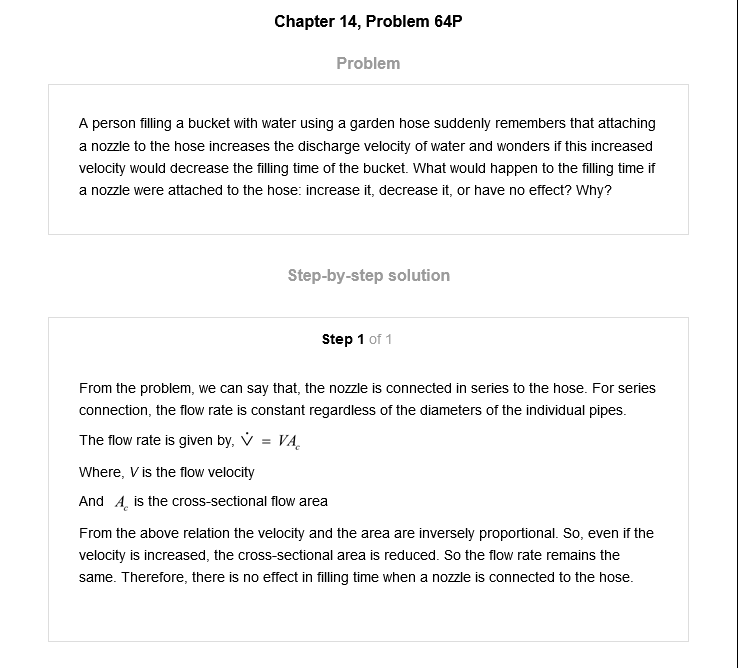 Chapter 14, Problem 64P
Problem
A person filling a bucket with water using a garden hose suddenly remembers that attaching
a nozzle to the hose increases the discharge velocity of water and wonders if this increased
velocity would decrease the filling time of the bucket. What would happen to the filling time if
a nozzle were attached to the hose: increase it, decrease it, or have no effect? Why?
Step-by-step solution
Step 1 of 1
From the problem, we can say that, the nozzle is connected in series to the hose. For series
connection, the flow rate is constant regardless of the diameters of the individual pipes.
The flow rate is given by, V̇ = VA_c
Where, V is the flow velocity
And A_c is the cross-sectional flow area
From the above relation the velocity and the area are inversely proportional. So, even if the
velocity is increased, the cross-sectional area is reduced. So the flow rate remains the
same. Therefore, there is no effect in filling time when a nozzle is connected to the hose.